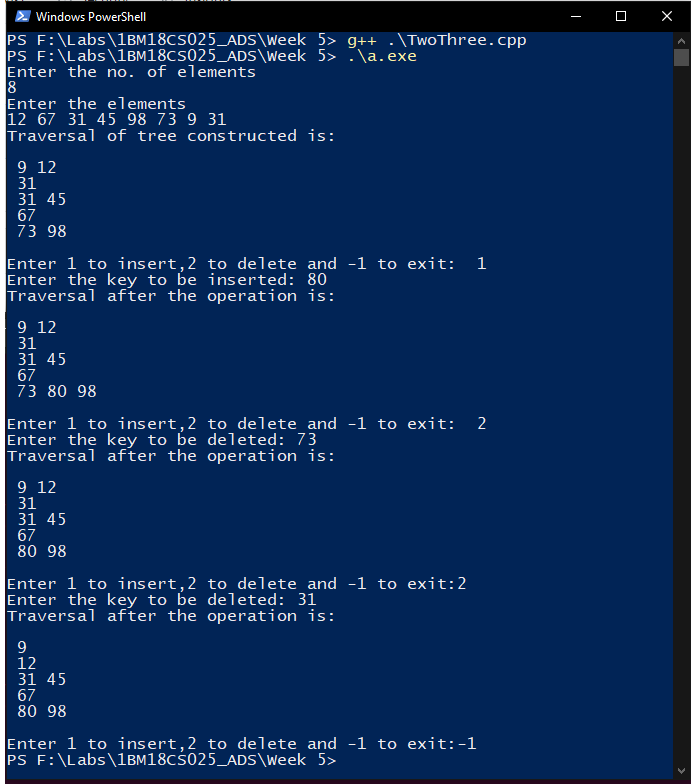 Windows PowerShell
PS F:\Labs\1BM18CS025_ADS\Week 5> g++ .\TwoThree.cpp
PS F:\Labs\1BM18CS025_ADS\Week 5> .\a.exe
Enter the no. of elements
8
Enter the elements
12 67 31 45 98 73 9 31
Traversal of tree constructed is:

 9 12
 31
 31 45
 67
 73 98

Enter 1 to insert,2 to delete and -1 to exit:  1
Enter the key to be inserted: 80
Traversal after the operation is:

 9 12
 31
 31 45
 67
 73 80 98

Enter 1 to insert,2 to delete and -1 to exit:  2
Enter the key to be deleted: 73
Traversal after the operation is:

 9 12
 31
 31 45
 67
 80 98

Enter 1 to insert,2 to delete and -1 to exit:2
Enter the key to be deleted: 31
Traversal after the operation is:

 9
 12
 31 45
 67
 80 98

Enter 1 to insert,2 to delete and -1 to exit:-1
PS F:\Labs\1BM18CS025_ADS\Week 5>